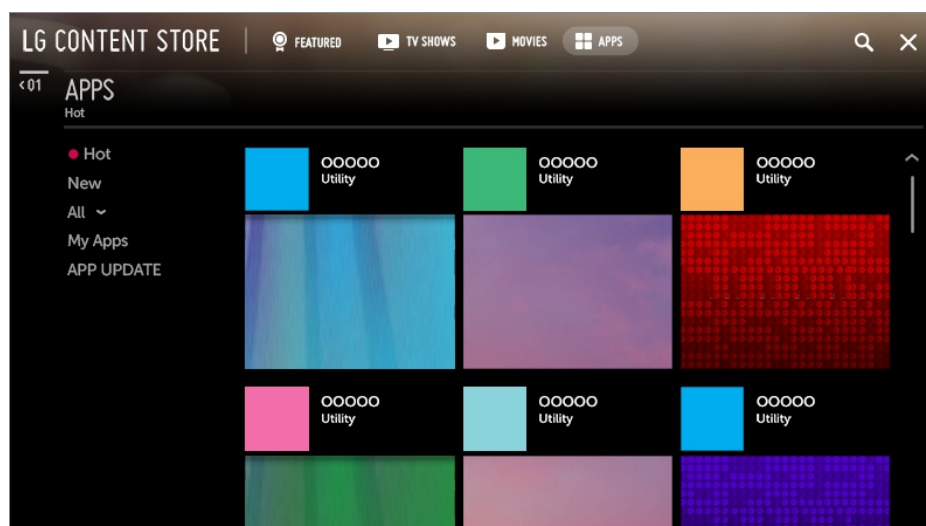 LG CONTENT STORE
FEATURED
TV SHOWS
MOVIES
APPS
<01
APPS
Hot
Hot
New
All
My Apps
APP UPDATE
OOOOO
Utility
OOOOO
Utility
OOOOO
Utility
OOOOO
Utility
OOOOO
Utility
OOOOO
Utility